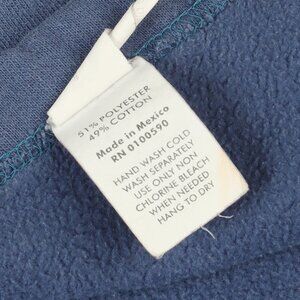 51% POLYESTER
49% COTTON
Made in Mexico
RN 0100590
HAND WASH COLD
WASH SEPARATELY
USE ONLY NON
CHLORINE BLEACH
WHEN NEEDED
HANG TO DRY